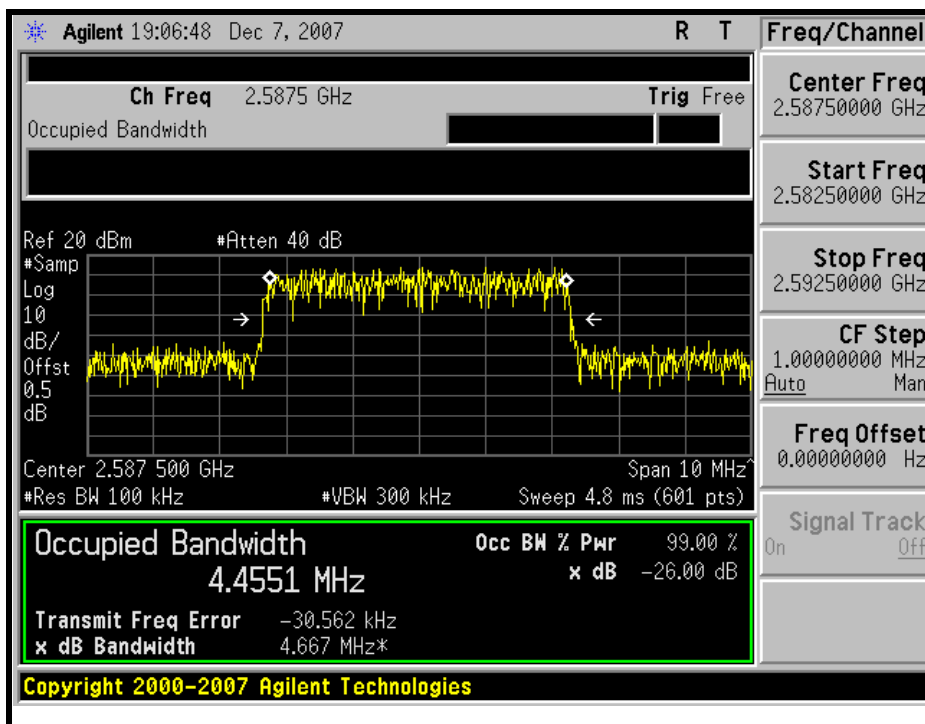 Agilent 19:06:48 Dec 7, 2007 R T
Ch Freq 2.5875 GHz Trig Free
Occupied Bandwidth
Ref 20 dBm #Atten 40 dB
#Samp
Log
10
dB/
Offst
0.5
dB
Center 2.587 500 GHz Span 10 MHz^
#Res BW 100 kHz #VBW 300 kHz Sweep 4.8 ms (601 pts)
Occupied Bandwidth Occ BW % Pwr 99.00 %
4.4551 MHz x dB -26.00 dB
Transmit Freq Error -30.562 kHz
x dB Bandwidth 4.667 MHz*
Copyright 2000-2007 Agilent Technologies
Freq/Channel
Center Freq
2.58750000 GHz
Start Freq
2.58250000 GHz
Stop Freq
2.59250000 GHz
CF Step
1.00000000 MHz
Auto Man
Freq Offset
0.00000000 Hz
Signal Track
On Off